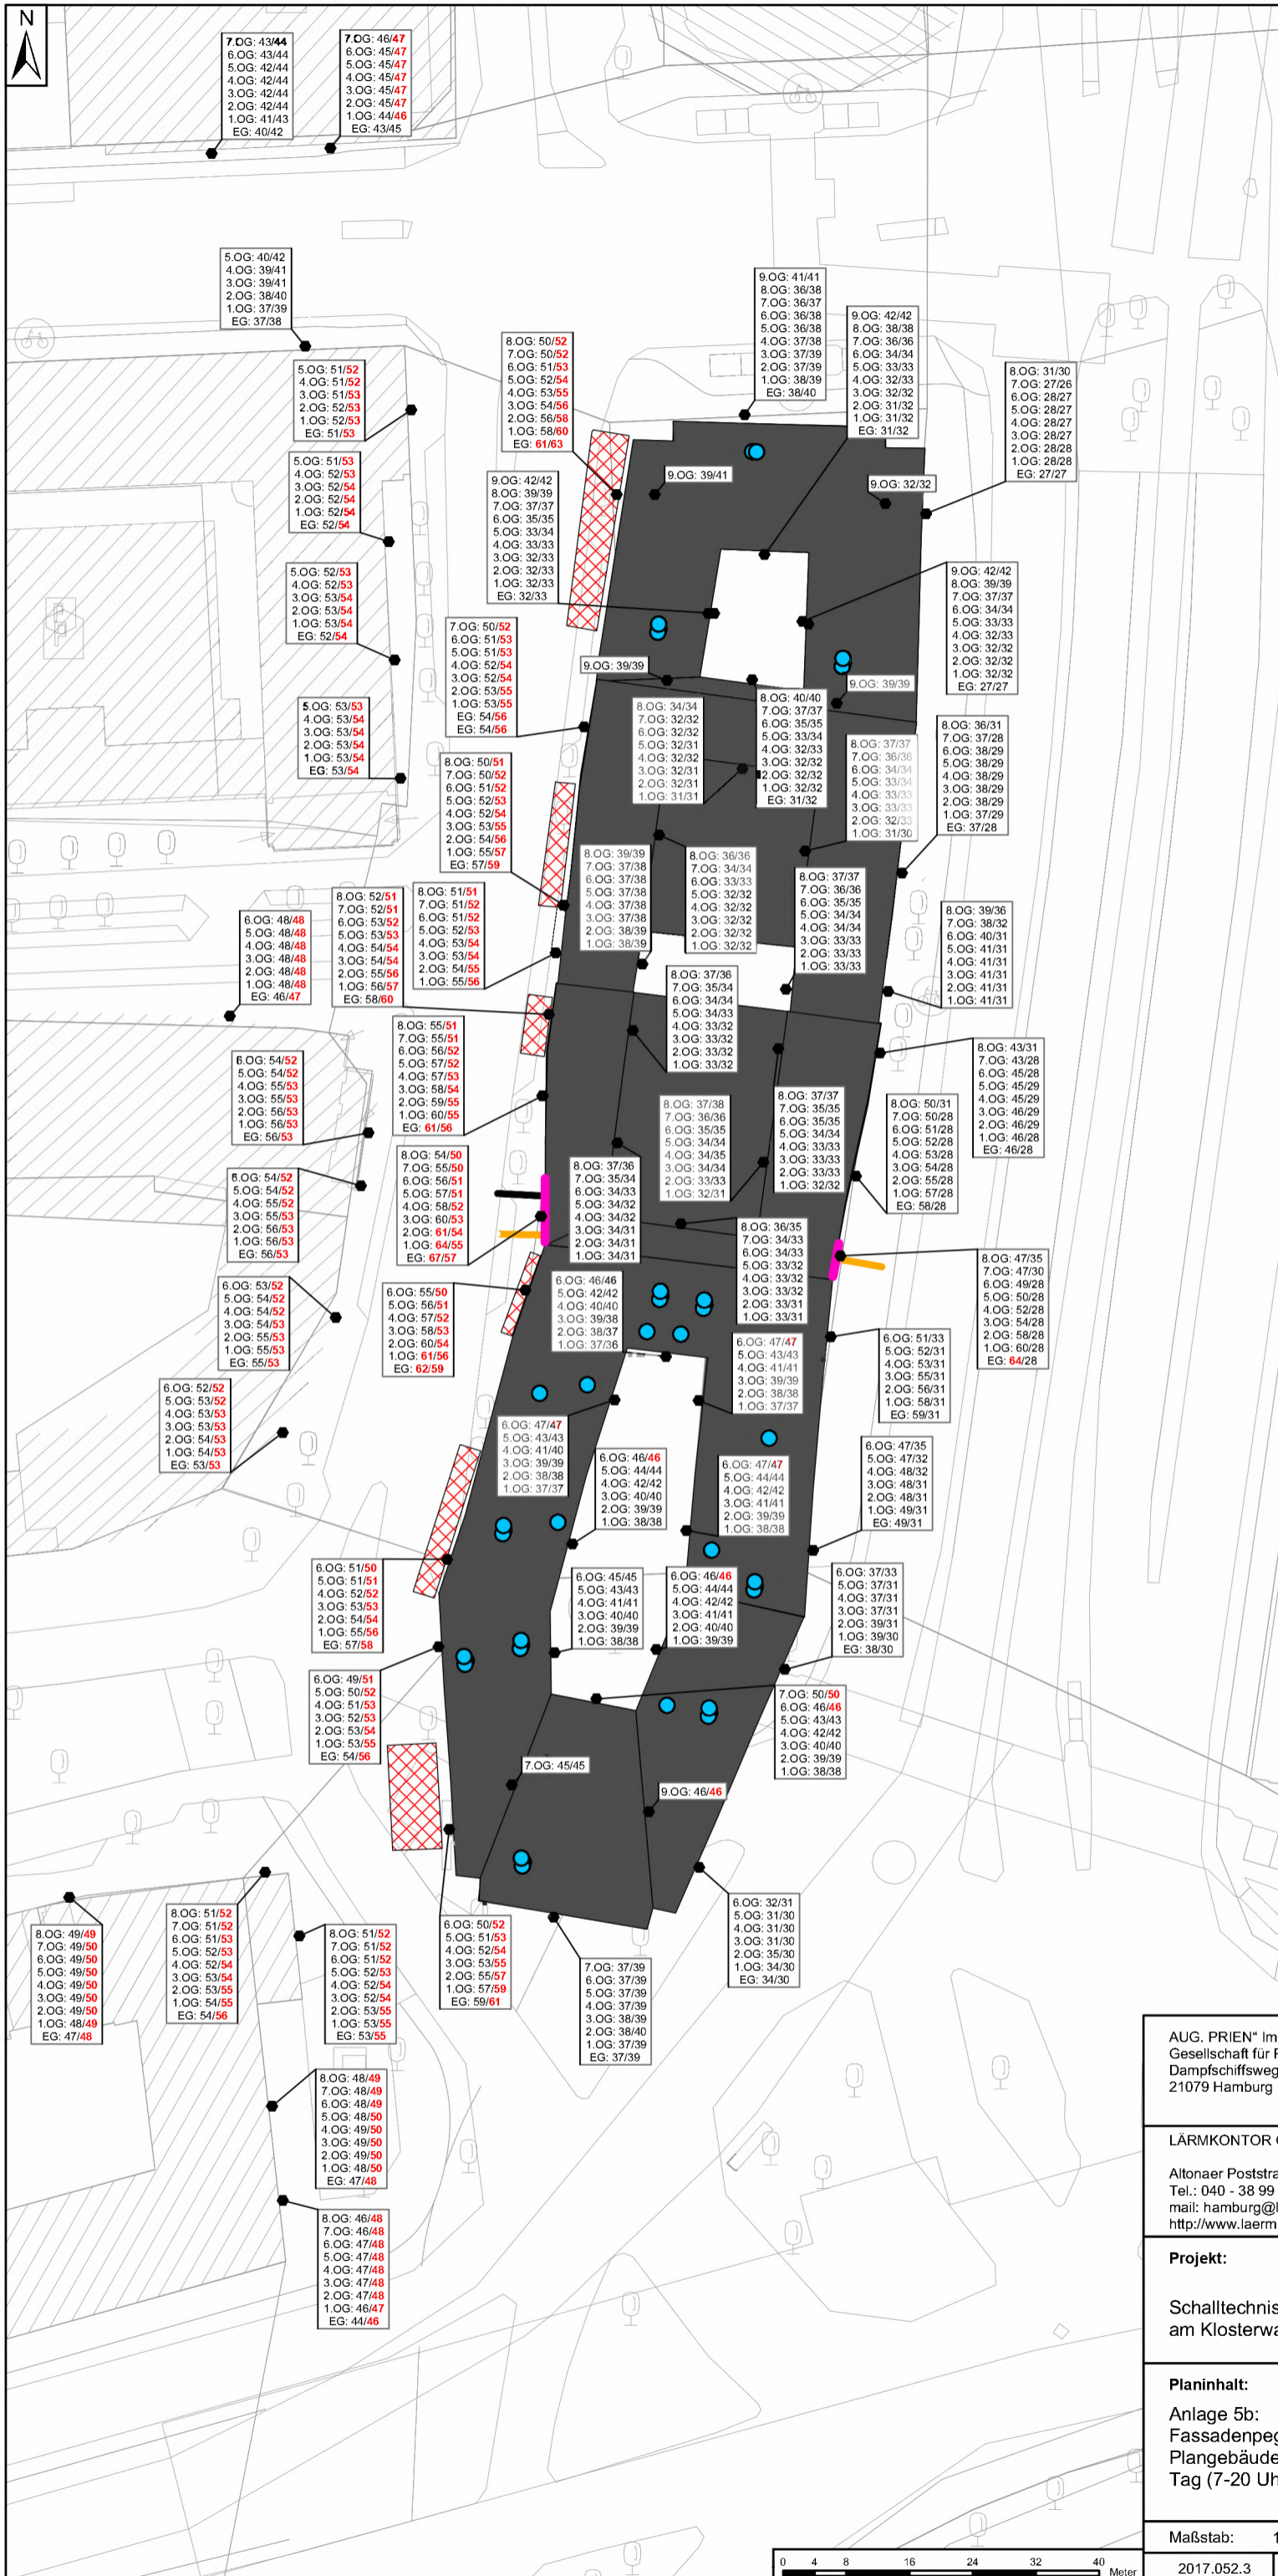 N
7.OG: 43/44
6.OG: 43/44
5.OG: 42/44
4.OG: 42/44
3.OG: 42/44
2.OG: 42/44
1.OG: 41/43
EG: 40/42
7.OG: 46/47
6.OG: 45/47
5.OG: 45/47
4.OG: 45/47
3.OG: 45/47
2.OG: 45/47
1.OG: 44/46
EG: 43/45
5.OG: 40/42
4.OG: 39/41
3.OG: 39/41
2.OG: 38/40
1.OG: 37/39
EG: 37/38
9.OG: 41/41
8.OG: 36/38
7.OG: 36/37
6.OG: 36/38
5.OG: 36/38
4.OG: 37/38
3.OG: 37/39
2.OG: 37/39
1.OG: 38/39
EG: 38/40
9.OG: 42/42
8.OG: 38/38
7.OG: 36/36
6.OG: 34/34
5.OG: 33/33
4.OG: 32/33
3.OG: 32/32
2.OG: 31/32
1.OG: 31/32
EG: 31/32
8.OG: 50/52
7.OG: 50/52
6.OG: 51/53
5.OG: 52/54
4.OG: 53/55
3.OG: 54/56
2.OG: 56/58
1.OG: 58/60
EG: 61/63
5.OG: 51/52
4.OG: 51/52
3.OG: 51/53
2.OG: 52/53
1.OG: 52/53
EG: 51/53
8.OG: 31/30
7.OG: 27/26
6.OG: 28/27
5.OG: 28/27
4.OG: 28/27
3.OG: 28/27
2.OG: 28/28
1.OG: 28/28
EG: 27/27
5.OG: 51/53
4.OG: 52/53
3.OG: 52/54
2.OG: 52/54
1.OG: 52/54
EG: 52/54
9.OG: 42/42
8.OG: 39/39
7.OG: 37/37
6.OG: 35/35
5.OG: 33/34
4.OG: 33/33
3.OG: 32/33
2.OG: 32/33
1.OG: 32/33
EG: 32/33
9.OG: 39/41
9.OG: 32/32
5.OG: 52/53
4.OG: 52/53
3.OG: 53/54
2.OG: 53/54
1.OG: 53/54
EG: 52/54
9.OG: 42/42
8.OG: 39/39
7.OG: 37/37
6.OG: 34/34
5.OG: 33/33
4.OG: 32/33
3.OG: 32/32
2.OG: 32/32
1.OG: 32/32
EG: 27/27
7.OG: 50/52
6.OG: 51/53
5.OG: 51/53
4.OG: 52/54
3.OG: 52/54
2.OG: 53/55
1.OG: 53/55
EG: 54/56
EG: 54/56
9.OG: 39/39
9.OG: 39/39
5.OG: 53/53
4.OG: 53/54
3.OG: 53/54
2.OG: 53/54
1.OG: 53/54
EG: 53/54
8.OG: 34/34
7.OG: 32/32
6.OG: 32/32
5.OG: 32/31
4.OG: 32/32
3.OG: 32/31
2.OG: 32/31
1.OG: 31/31
8.OG: 40/40
7.OG: 37/37
6.OG: 35/35
5.OG: 33/34
4.OG: 32/33
3.OG: 32/32
2.OG: 32/32
1.OG: 32/32
EG: 31/32
8.OG: 37/37
7.OG: 36/36
6.OG: 34/34
5.OG: 33/34
4.OG: 33/33
3.OG: 33/33
2.OG: 32/33
1.OG: 31/30
8.OG: 36/31
7.OG: 37/28
6.OG: 38/29
5.OG: 38/29
4.OG: 38/29
3.OG: 38/29
2.OG: 38/29
1.OG: 37/29
EG: 37/28
8.OG: 50/51
7.OG: 50/52
6.OG: 51/52
5.OG: 52/53
4.OG: 52/54
3.OG: 53/55
2.OG: 54/56
1.OG: 55/57
EG: 57/59
8.OG: 39/39
7.OG: 37/38
6.OG: 37/38
5.OG: 37/38
4.OG: 37/38
3.OG: 37/38
2.OG: 38/39
1.OG: 38/39
8.OG: 36/36
7.OG: 34/34
6.OG: 33/33
5.OG: 32/32
4.OG: 32/32
3.OG: 32/32
2.OG: 32/32
1.OG: 32/32
8.OG: 37/37
7.OG: 36/36
6.OG: 35/35
5.OG: 34/34
4.OG: 34/34
3.OG: 33/33
2.OG: 33/33
1.OG: 33/33
6.OG: 48/48
5.OG: 48/48
4.OG: 48/48
3.OG: 48/48
2.OG: 48/48
1.OG: 48/48
EG: 46/47
8.OG: 52/51
7.OG: 52/51
6.OG: 53/52
5.OG: 53/53
4.OG: 54/54
3.OG: 54/54
2.OG: 55/56
1.OG: 56/57
EG: 58/60
8.OG: 51/51
7.OG: 51/52
6.OG: 51/52
5.OG: 52/53
4.OG: 53/54
3.OG: 53/54
2.OG: 54/55
1.OG: 55/56
8.OG: 39/36
7.OG: 38/32
6.OG: 40/31
5.OG: 41/31
4.OG: 41/31
3.OG: 41/31
2.OG: 41/31
1.OG: 41/31
8.OG: 37/36
7.OG: 35/34
6.OG: 34/34
5.OG: 34/33
4.OG: 33/32
3.OG: 33/32
2.OG: 33/32
1.OG: 33/32
8.OG: 55/51
7.OG: 55/51
6.OG: 56/52
5.OG: 57/52
4.OG: 57/53
3.OG: 58/54
2.OG: 59/55
1.OG: 60/55
EG: 61/56
6.OG: 54/52
5.OG: 54/52
4.OG: 55/53
3.OG: 55/53
2.OG: 56/53
1.OG: 56/53
EG: 56/53
8.OG: 43/31
7.OG: 43/28
6.OG: 45/28
5.OG: 45/29
4.OG: 45/29
3.OG: 46/29
2.OG: 46/29
1.OG: 46/28
EG: 46/28
8.OG: 37/38
7.OG: 36/36
6.OG: 35/35
5.OG: 34/34
4.OG: 34/35
3.OG: 34/34
2.OG: 33/33
1.OG: 32/31
8.OG: 37/37
7.OG: 35/35
6.OG: 35/35
5.OG: 34/34
4.OG: 33/33
3.OG: 33/33
2.OG: 33/33
1.OG: 32/32
8.OG: 50/31
7.OG: 50/28
6.OG: 51/28
5.OG: 52/28
4.OG: 53/28
3.OG: 54/28
2.OG: 55/28
1.OG: 57/28
EG: 58/28
8.OG: 54/50
7.OG: 55/50
6.OG: 56/51
5.OG: 57/51
4.OG: 58/52
3.OG: 60/53
2.OG: 61/54
1.OG: 64/55
EG: 67/57
8.OG: 37/36
7.OG: 35/34
6.OG: 34/33
5.OG: 34/32
4.OG: 34/32
3.OG: 34/31
2.OG: 34/31
1.OG: 34/31
6.OG: 54/52
5.OG: 54/52
4.OG: 55/52
3.OG: 55/53
2.OG: 56/53
1.OG: 56/53
EG: 56/53
8.OG: 36/35
7.OG: 34/33
6.OG: 34/33
5.OG: 33/32
4.OG: 33/32
3.OG: 33/32
2.OG: 33/31
1.OG: 33/31
8.OG: 47/35
7.OG: 47/30
6.OG: 49/28
5.OG: 50/28
4.OG: 52/28
3.OG: 54/28
2.OG: 58/28
1.OG: 60/28
EG: 64/28
6.OG: 53/52
5.OG: 54/52
4.OG: 54/52
3.OG: 54/53
2.OG: 55/53
1.OG: 55/53
EG: 55/53
6.OG: 55/50
5.OG: 56/51
4.OG: 57/52
3.OG: 58/53
2.OG: 60/54
1.OG: 61/56
EG: 62/59
6.OG: 46/46
5.OG: 42/42
4.OG: 40/40
3.OG: 39/38
2.OG: 38/37
1.OG: 37/36
6.OG: 47/47
5.OG: 43/43
4.OG: 41/41
3.OG: 39/39
2.OG: 38/38
1.OG: 37/37
6.OG: 51/33
5.OG: 52/31
4.OG: 53/31
3.OG: 55/31
2.OG: 56/31
1.OG: 58/31
EG: 59/31
6.OG: 52/52
5.OG: 53/52
4.OG: 53/53
3.OG: 53/53
2.OG: 54/53
1.OG: 54/53
EG: 53/53
6.OG: 47/47
5.OG: 43/43
4.OG: 41/40
3.OG: 39/39
2.OG: 38/38
1.OG: 37/37
6.OG: 46/46
5.OG: 44/44
4.OG: 42/42
3.OG: 40/40
2.OG: 39/39
1.OG: 38/38
6.OG: 47/47
5.OG: 44/44
4.OG: 42/42
3.OG: 41/41
2.OG: 39/39
1.OG: 38/38
6.OG: 47/35
5.OG: 47/32
4.OG: 48/32
3.OG: 48/31
2.OG: 48/31
1.OG: 49/31
EG: 49/31
6.OG: 51/50
5.OG: 51/51
4.OG: 52/52
3.OG: 53/53
2.OG: 54/54
1.OG: 55/56
EG: 57/58
6.OG: 45/45
5.OG: 43/43
4.OG: 41/41
3.OG: 40/40
2.OG: 39/39
1.OG: 38/38
6.OG: 46/46
5.OG: 44/44
4.OG: 42/42
3.OG: 41/41
2.OG: 40/40
1.OG: 39/39
6.OG: 37/33
5.OG: 37/31
4.OG: 37/31
3.OG: 37/31
2.OG: 39/31
1.OG: 39/30
EG: 38/30
6.OG: 49/51
5.OG: 50/52
4.OG: 51/53
3.OG: 52/53
2.OG: 53/54
1.OG: 53/55
EG: 54/56
7.OG: 50/50
6.OG: 46/46
5.OG: 43/43
4.OG: 42/42
3.OG: 40/40
2.OG: 39/39
1.OG: 38/38
7.OG: 45/45
9.OG: 46/46
8.OG: 49/49
7.OG: 49/50
6.OG: 49/50
5.OG: 49/50
4.OG: 49/50
3.OG: 49/50
2.OG: 49/50
1.OG: 48/49
EG: 47/48
8.OG: 51/52
7.OG: 51/52
6.OG: 51/53
5.OG: 52/53
4.OG: 52/54
3.OG: 53/54
2.OG: 53/55
1.OG: 54/55
EG: 54/56
8.OG: 51/52
7.OG: 51/52
6.OG: 51/52
5.OG: 52/53
4.OG: 52/54
3.OG: 52/54
2.OG: 53/55
1.OG: 53/55
EG: 53/55
6.OG: 50/52
5.OG: 51/53
4.OG: 52/54
3.OG: 53/55
2.OG: 55/57
1.OG: 57/59
EG: 59/61
7.OG: 37/39
6.OG: 37/39
5.OG: 37/39
4.OG: 37/39
3.OG: 38/39
2.OG: 38/40
1.OG: 37/39
EG: 37/39
6.OG: 32/31
5.OG: 31/30
4.OG: 31/30
3.OG: 31/30
2.OG: 35/30
1.OG: 34/30
EG: 34/30
8.OG: 48/49
7.OG: 48/49
6.OG: 48/49
5.OG: 48/50
4.OG: 49/50
3.OG: 49/50
2.OG: 49/50
1.OG: 48/50
EG: 47/48
8.OG: 46/48
7.OG: 46/48
6.OG: 47/48
5.OG: 47/48
4.OG: 47/48
3.OG: 47/48
2.OG: 47/48
1.OG: 46/47
EG: 44/46
AUG. PRIEN" Im
Gesellschaft für
Dampfschiffsweg
21079 Hamburg
LÄRMKONTOR
Altonaer Poststra
Tel.: 040 - 38 99
mail: hamburg@l
http://www.laerm
Projekt:
Schalltechnis
am Klosterwa
Planinhalt:
Anlage 5b:
Fassadenpeg
Plangebäude
Tag (7-20 Uh
Maßstab: 1
2017.052.3
0 4 8 16 24 32 40 Meter